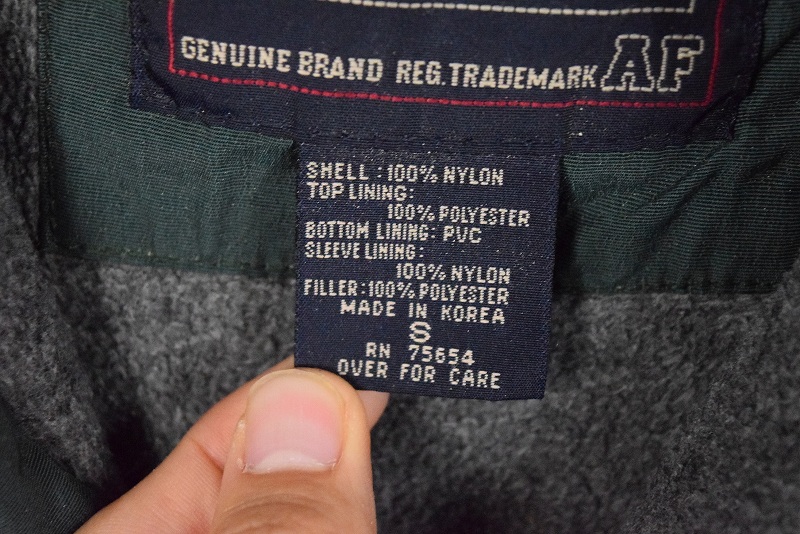 GENUINE BRAND REG. TRADEMARK AF
SHELL : 100% NYLON
TOP LINING:
100% POLYESTER
BOTTOM LINING: PVC
SLEEVE LINING:
100% NYLON
FILLER: 100% POLYESTER
MADE IN KOREA
S
RN 75654
OVER FOR CARE